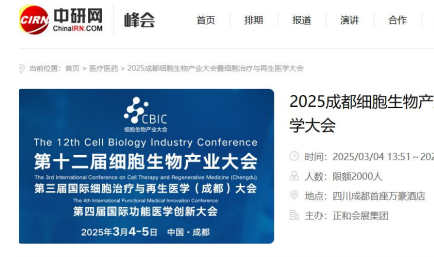 CIRN
中研网
ChinaIRN.COM
峰会
首页
排期
报道
演讲
合作
当前位置：首页 > 医疗医药 > 2025成都细胞生物产业大会暨细胞治疗与再生医学大会
CBIC
细胞生物产业大会
The 12th Cell Biology Industry Conference
第十二届细胞生物产业大会
The 3rd International Conference on Cell Therapy and Regenerative Medicine (Chengdu)
第三届国际细胞治疗与再生医学（成都）大会
The 4th International Functional Medical Innovation Conference
第四届国际功能医学创新大会
2025年3月4-5日 中国·成都
2025成都细胞生物产
学大会
时间：2025/03/04 13:51 ~ 202
人数：限额2000人
地点：四川成都首座万豪酒店
主办：正和会展集团